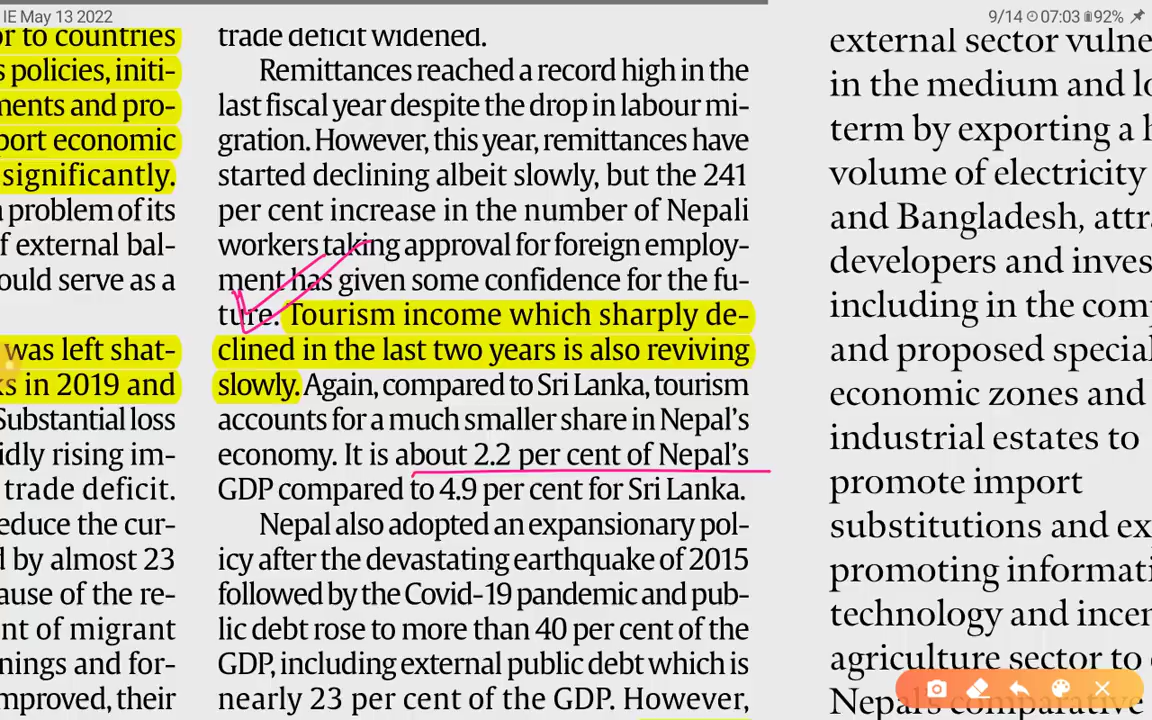 IE May 13 2022
9/14 07:03 92%
or to countries
s policies, initi-
ments and pro-
port economic
significantly.
problem of its
f external bal-
ould serve as a
was left shat-
ks in 2019 and
Substantial loss
idly rising im-
trade deficit.
educe the cur-
d by almost 23
ause of the re-
nt of migrant
nings and for-
mproved, their
trade deficit widened.
Remittances reached a record high in the
last fiscal year despite the drop in labour mi-
gration. However, this year, remittances have
started declining albeit slowly, but the 241
per cent increase in the number of Nepali
workers taking approval for foreign employ-
ment has given some confidence for the fu-
ture. Tourism income which sharply de-
clined in the last two years is also reviving
slowly. Again, compared to Sri Lanka, tourism
accounts for a much smaller share in Nepal's
economy. It is about 2.2 per cent of Nepal's
GDP compared to 4.9 per cent for Sri Lanka.
Nepal also adopted an expansionary pol-
icy after the devastating earthquake of 2015
followed by the Covid-19 pandemic and pub-
lic debt rose to more than 40 per cent of the
GDP, including external public debt which is
nearly 23 per cent of the GDP. However,
external sector vulne
in the medium and lo
term by exporting a h
volume of electricity
and Bangladesh, attra
developers and inves
including in the comp
and proposed special
economic zones and
industrial estates to
promote import
substitutions and ex
promoting informati
technology and incen
agriculture sector to
Nepal's comparative